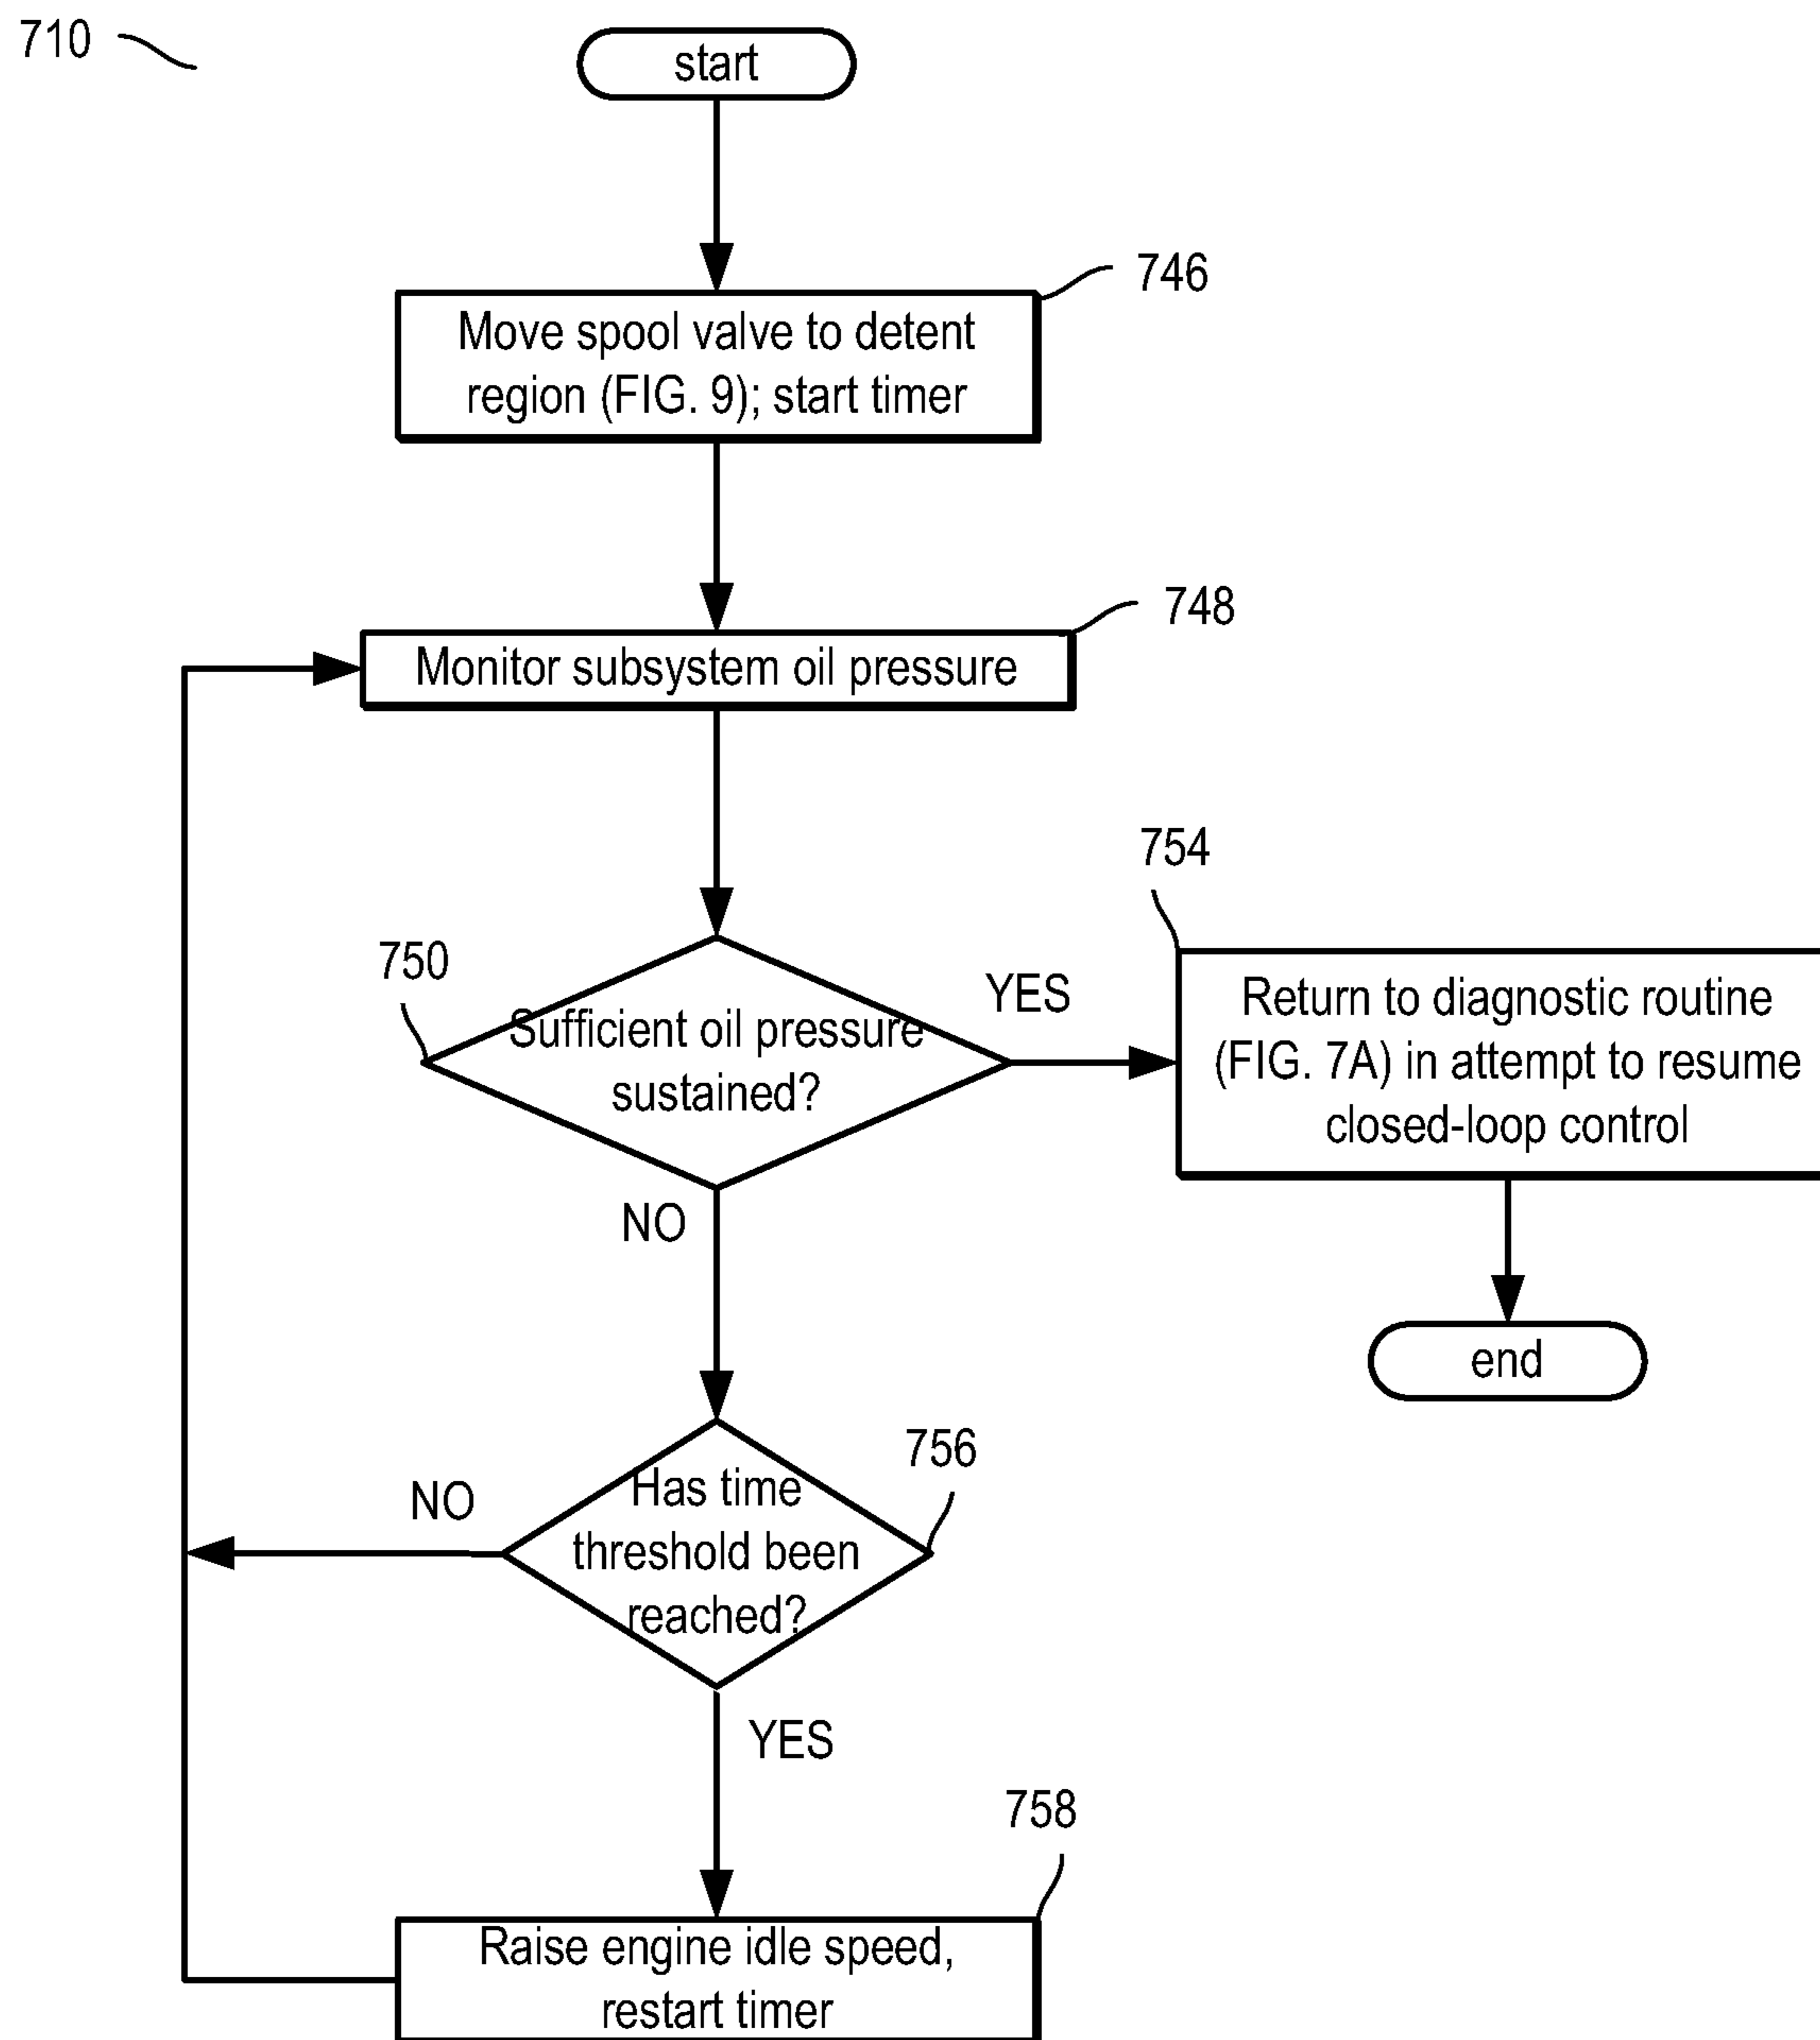 710
start
746
Move spool valve to detent
region (FIG. 9); start timer
748
Monitor subsystem oil pressure
750
Sufficient oil pressure
sustained?
YES
754
Return to diagnostic routine
(FIG. 7A) in attempt to resume
closed-loop control
NO
end
756
Has time
threshold been
reached?
NO
YES
758
Raise engine idle speed,
restart timer